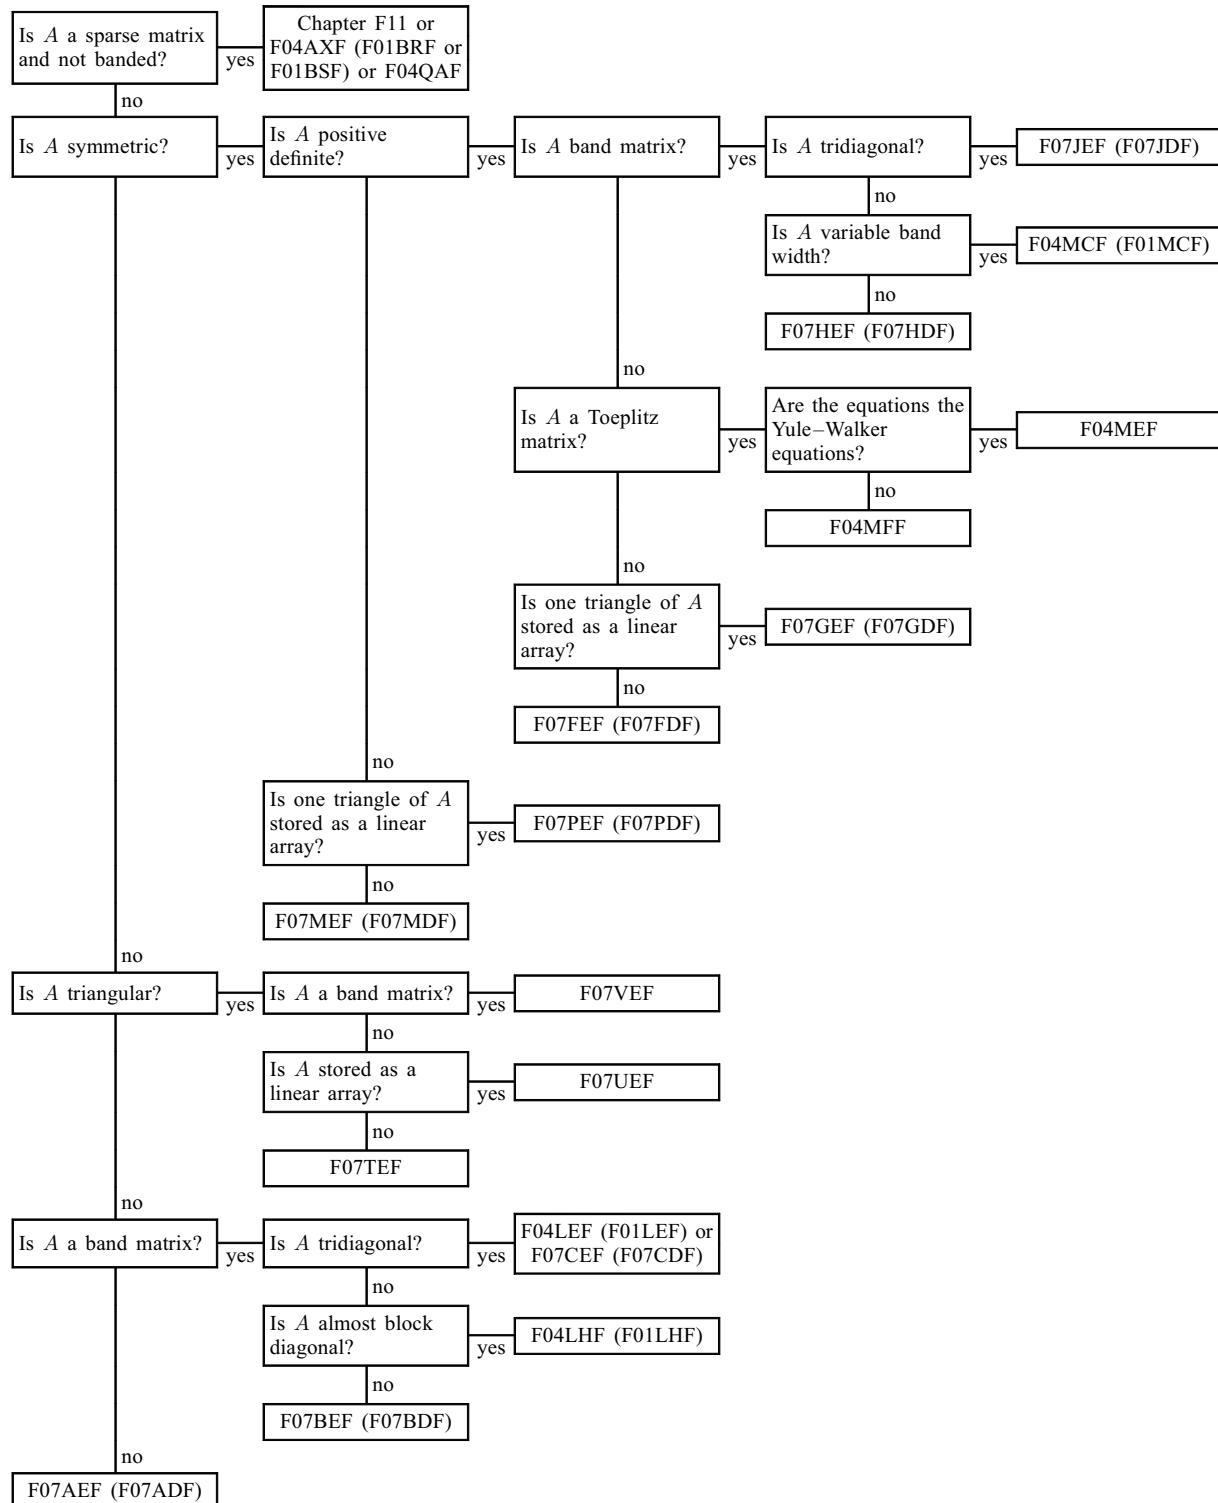 Is A a sparse matrix
and not banded?
yes
Chapter F11 or
F04AXF (F01BRF or
F01BSF) or F04QAF
no
Is A symmetric?
yes
Is A positive
definite?
yes
Is A band matrix?
yes
Is A tridiagonal?
yes
F07JEF (F07JDF)
no
Is A variable band
width?
yes
F04MCF (F01MCF)
no
F07HEF (F07HDF)
no
Is A a Toeplitz
matrix?
yes
Are the equations the
Yule–Walker
equations?
yes
F04MEF
no
F04MFF
no
Is one triangle of A
stored as a linear
array?
yes
F07GEF (F07GDF)
no
F07FEF (F07FDF)
no
Is one triangle of A
stored as a linear
array?
yes
F07PEF (F07PDF)
no
F07MEF (F07MDF)
no
Is A triangular?
yes
Is A a band matrix?
yes
F07VEF
no
Is A stored as a
linear array?
yes
F07UEF
no
F07TEF
no
Is A a band matrix?
yes
Is A tridiagonal?
yes
F04LEF (F01LEF) or
F07CEF (F07CDF)
no
Is A almost block
diagonal?
yes
F04LHF (F01LHF)
no
F07BEF (F07BDF)
no
F07AEF (F07ADF)